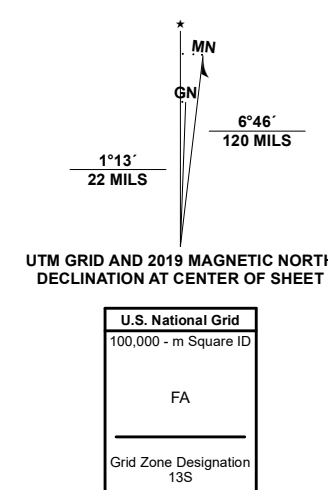 ★
MN
GN
6°46´
120 MILS
1°13´
22 MILS
UTM GRID AND 2019 MAGNETIC NORTH
DECLINATION AT CENTER OF SHEET
U.S. National Grid
100,000 - m Square ID
FA
Grid Zone Designation
13S